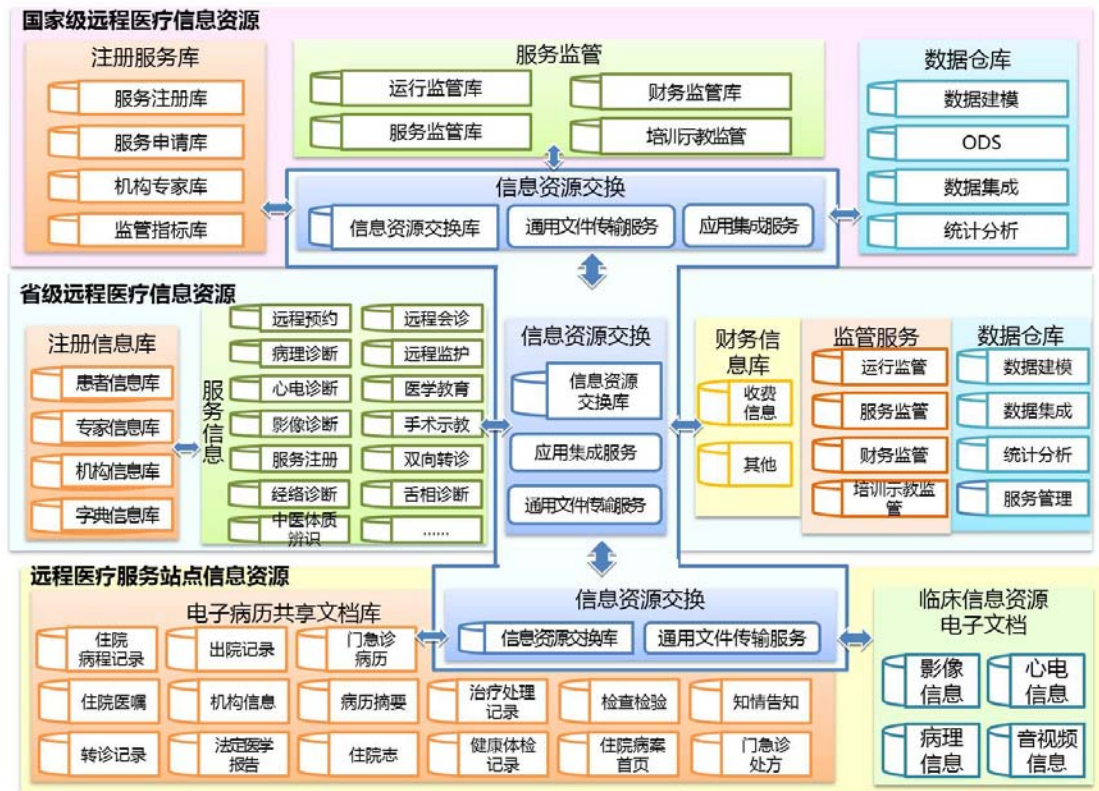 国家级远程医疗信息资源
注册服务库
服务注册库
服务申请库
机构专家库
监管指标库
服务监管
运行监管库
财务监管库
服务监管库
培训示教监管
数据仓库
数据建模
ODS
数据集成
统计分析
信息资源交换
信息资源交换库
通用文件传输服务
应用集成服务
省级远程医疗信息资源
注册信息库
患者信息库
专家信息库
机构信息库
字典信息库
服务信息
远程预约
远程会诊
病理诊断
远程监护
心电诊断
医学教育
影像诊断
手术示教
服务注册
双向转诊
经络诊断
舌相诊断
中医体质
辨识
......
信息资源交换
信息资源
交换库
应用集成服务
通用文件传输服务
财务信
息库
收费
信息
其他
监管服务
运行监管
服务监管
财务监管
培训示教监
管
数据仓库
数据建模
数据集成
统计分析
服务管理
远程医疗服务站点信息资源
电子病历共享文档库
住院
病程记录
出院记录
门急诊
病历
住院医嘱
机构信息
病历摘要
治疗处理
记录
检查检验
知情告知
转诊记录
法定医学
报告
住院志
健康体检
记录
住院病案
首页
门急诊
处方
信息资源交换
信息资源交换库
通用文件传输服务
临床信息资源
电子文档
影像
信息
心电
信息
病理
信息
音视频
信息